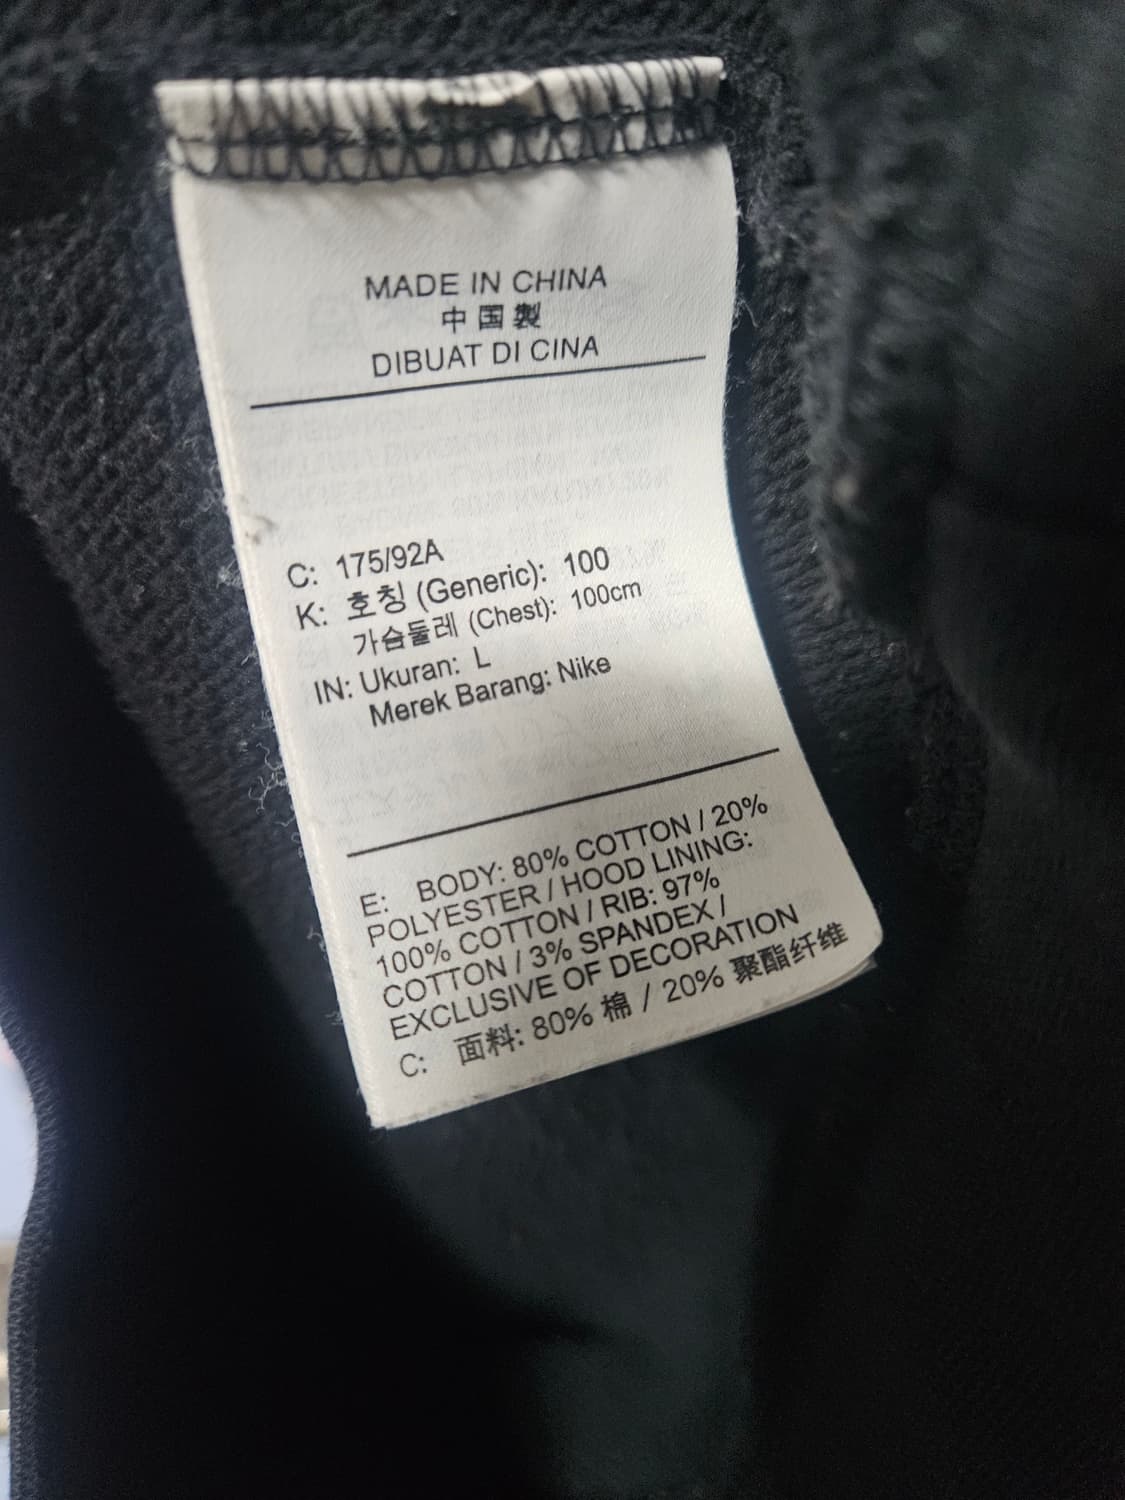 MADE IN CHINA
中国製
DIBUAT DI CINA
C: 175/92A
K: 호칭 (Generic): 100
가슴둘레 (Chest): 100cm
IN: Ukuran: L
Merek Barang: Nike
E: BODY: 80% COTTON / 20%
POLYESTER / HOOD LINING:
100% COTTON / RIB: 97%
COTTON / 3% SPANDEX /
EXCLUSIVE OF DECORATION
C: 面料: 80% 棉 / 20% 聚酯纤维